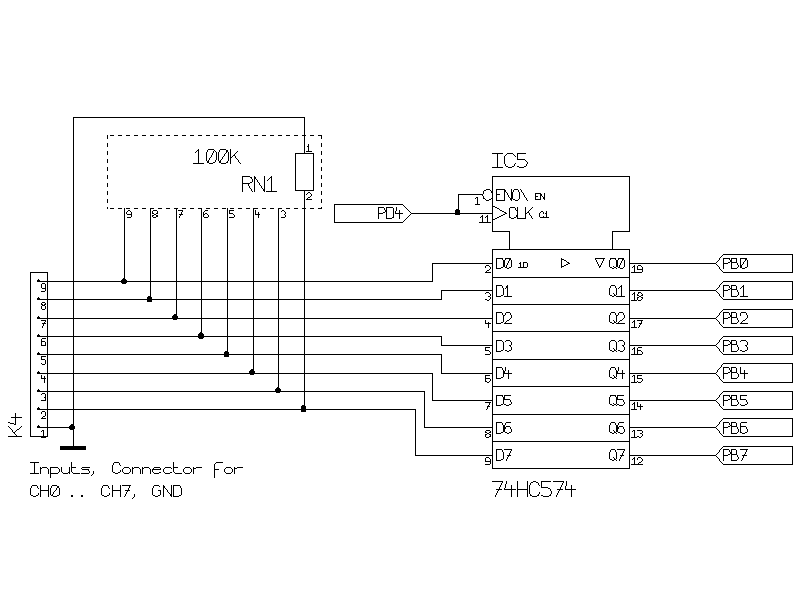 100K
RN1
1
2
9 8 7 6 5 4 3
IC5
1 ENO\ EN
PD4
11 CLK C1
2 D0 1D Q0 19 PB0
3 D1 Q1 18 PB1
4 D2 Q2 17 PB2
5 D3 Q3 16 PB3
6 D4 Q4 15 PB4
7 D5 Q5 14 PB5
8 D6 Q6 13 PB6
9 D7 Q7 12 PB7
74HC574
9
8
7
6
5
4
3
2
1
K4
Inputs, Connector for
CH0 .. CH7, GND